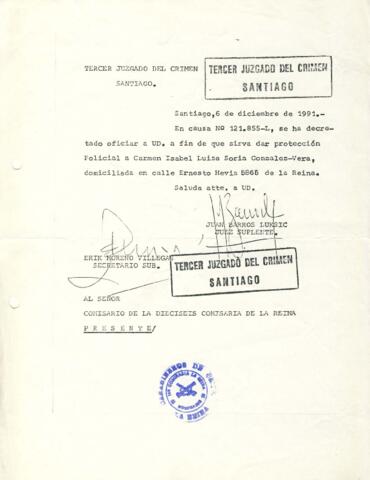 TERCER JUZGADO DEL CRIMEN
SANTIAGO.
TERCER JUZGADO DEL CRIMEN
SANTIAGO
Santiago, 6 de diciembre de 1991.-
En causa Nº 121.855-L, se ha decre-
tado oficiar a UD. a fin de que sirva dar protección
Policial a Carmen Isabel Luisa Soria Gonzales-Vera,
domiciliada en calle Ernesto Hevia 5865 de la Reina.
Saluda atte. a UD.
JUAN BARROS LUKSIC
JUEZ SUPLENTE.
ERIK MORENO VILLEGAS
SECRETARIO SUB.
TERCER JUZGADO DEL CRIMEN
SANTIAGO
AL SEÑOR
COMISARIO DE LA DIECISEIS COMISARIA DE LA REINA
P R E S E N T E/
CARABINEROS DE
LA REINA